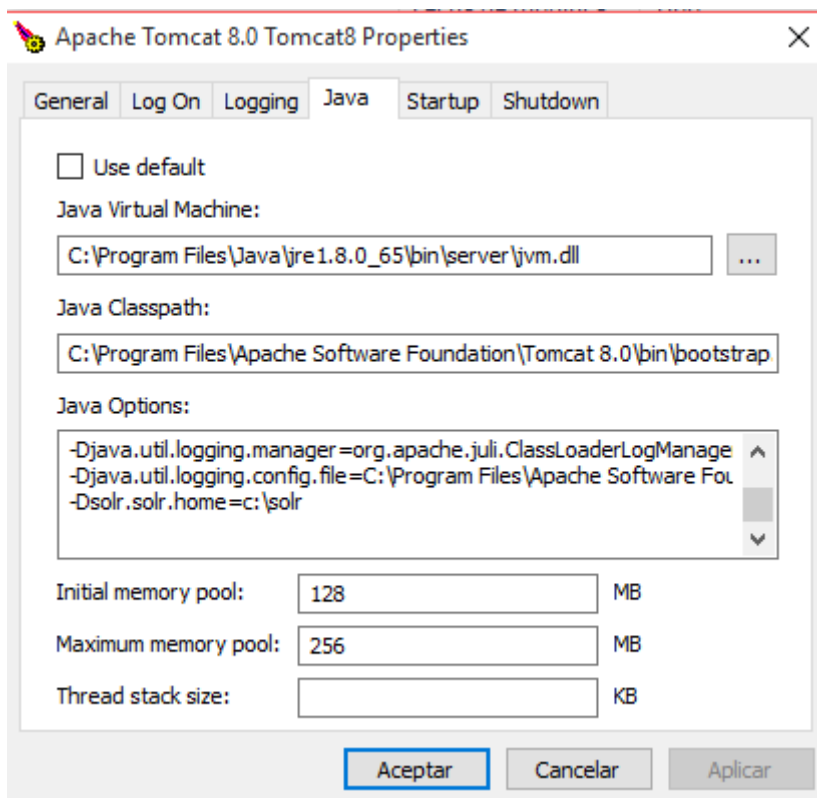 Apache Tomcat 8.0 Tomcat8 Properties
General Log On Logging Java Startup Shutdown
Use default
Java Virtual Machine:
C:\Program Files\Java\jre1.8.0_65\bin\server\jvm.dll
...
Java Classpath:
C:\Program Files\Apache Software Foundation\Tomcat 8.0\bin\bootstrap.
Java Options:
-Djava.util.logging.manager=org.apache.juli.ClassLoaderLogManage
-Djava.util.logging.config.file=C:\Program Files\Apache Software Fou
-Dsolr.solr.home=c:\solr
Initial memory pool: 128 MB
Maximum memory pool: 256 MB
Thread stack size: KB
Aceptar Cancelar Aplicar